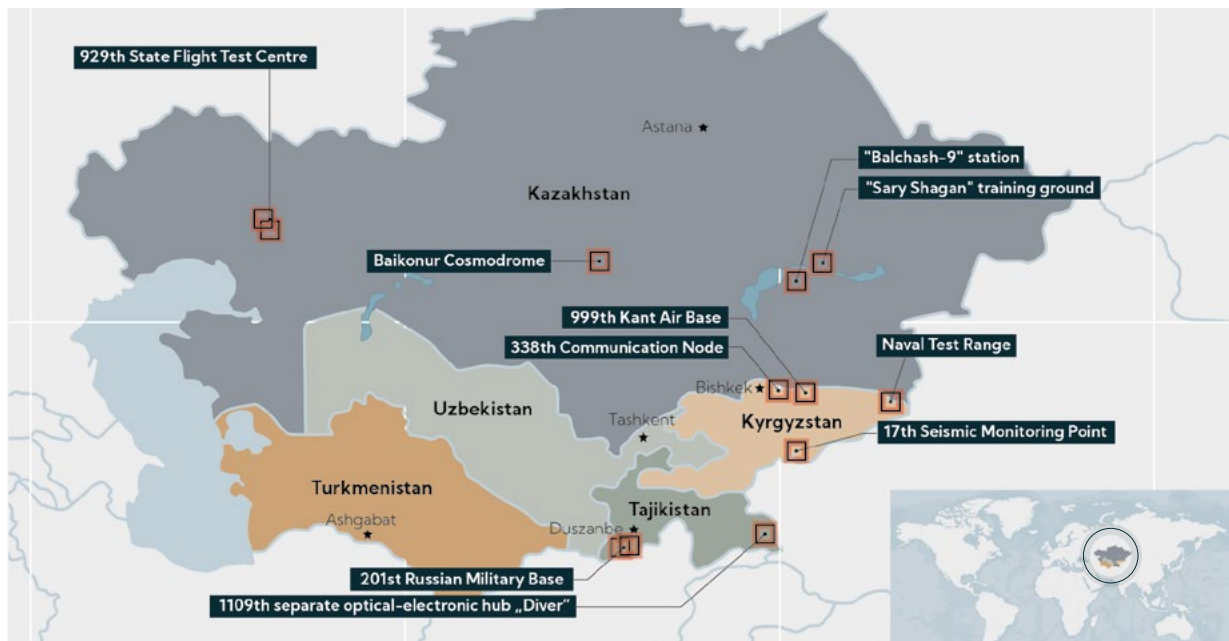 929th State Flight Test Centre
Astana
"Balchash-9" station
"Sary Shagan" training ground
Kazakhstan
Baikonur Cosmodrome
999th Kant Air Base
338th Communication Node
Naval Test Range
Bishkek
Uzbekistan
Tashkent
Kyrgyzstan
17th Seismic Monitoring Point
Turkmenistan
Tajikistan
Ashgabat
Duszanbe
201st Russian Military Base
1109th separate optical-electronic hub „Diver”